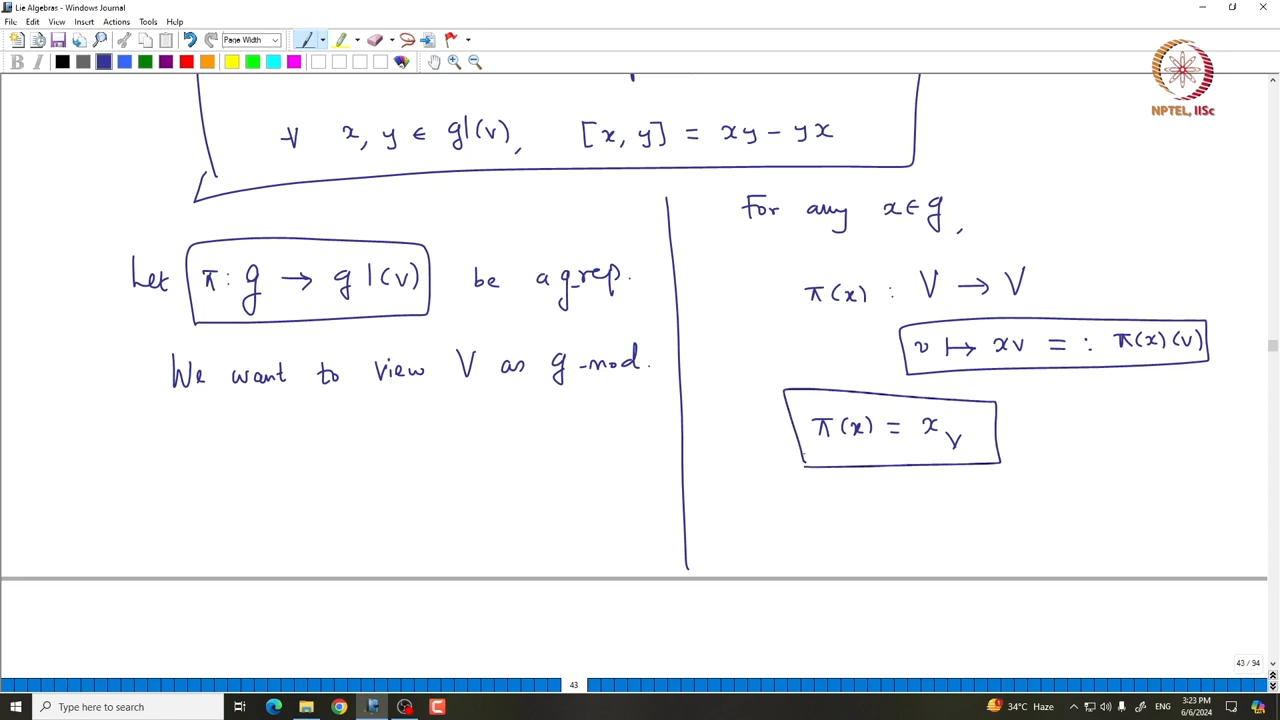 Lie Algebras - Windows Journal
File Edit View Insert Actions Tools Help
Page Width
B I
NPTEL, IISc
∀ x, y ∈ gl(V), [x, y] = xy - yx
Let π: g → gl(V) be a g-rep.
We want to view V as g-mod.
For any x ∈ g,
π(x) : V → V
v ↦ xv =: π(x)(v)
π(x) = x_V
43 / 94
43
Type here to search
34°C Haze
ENG
3:23 PM
6/6/2024